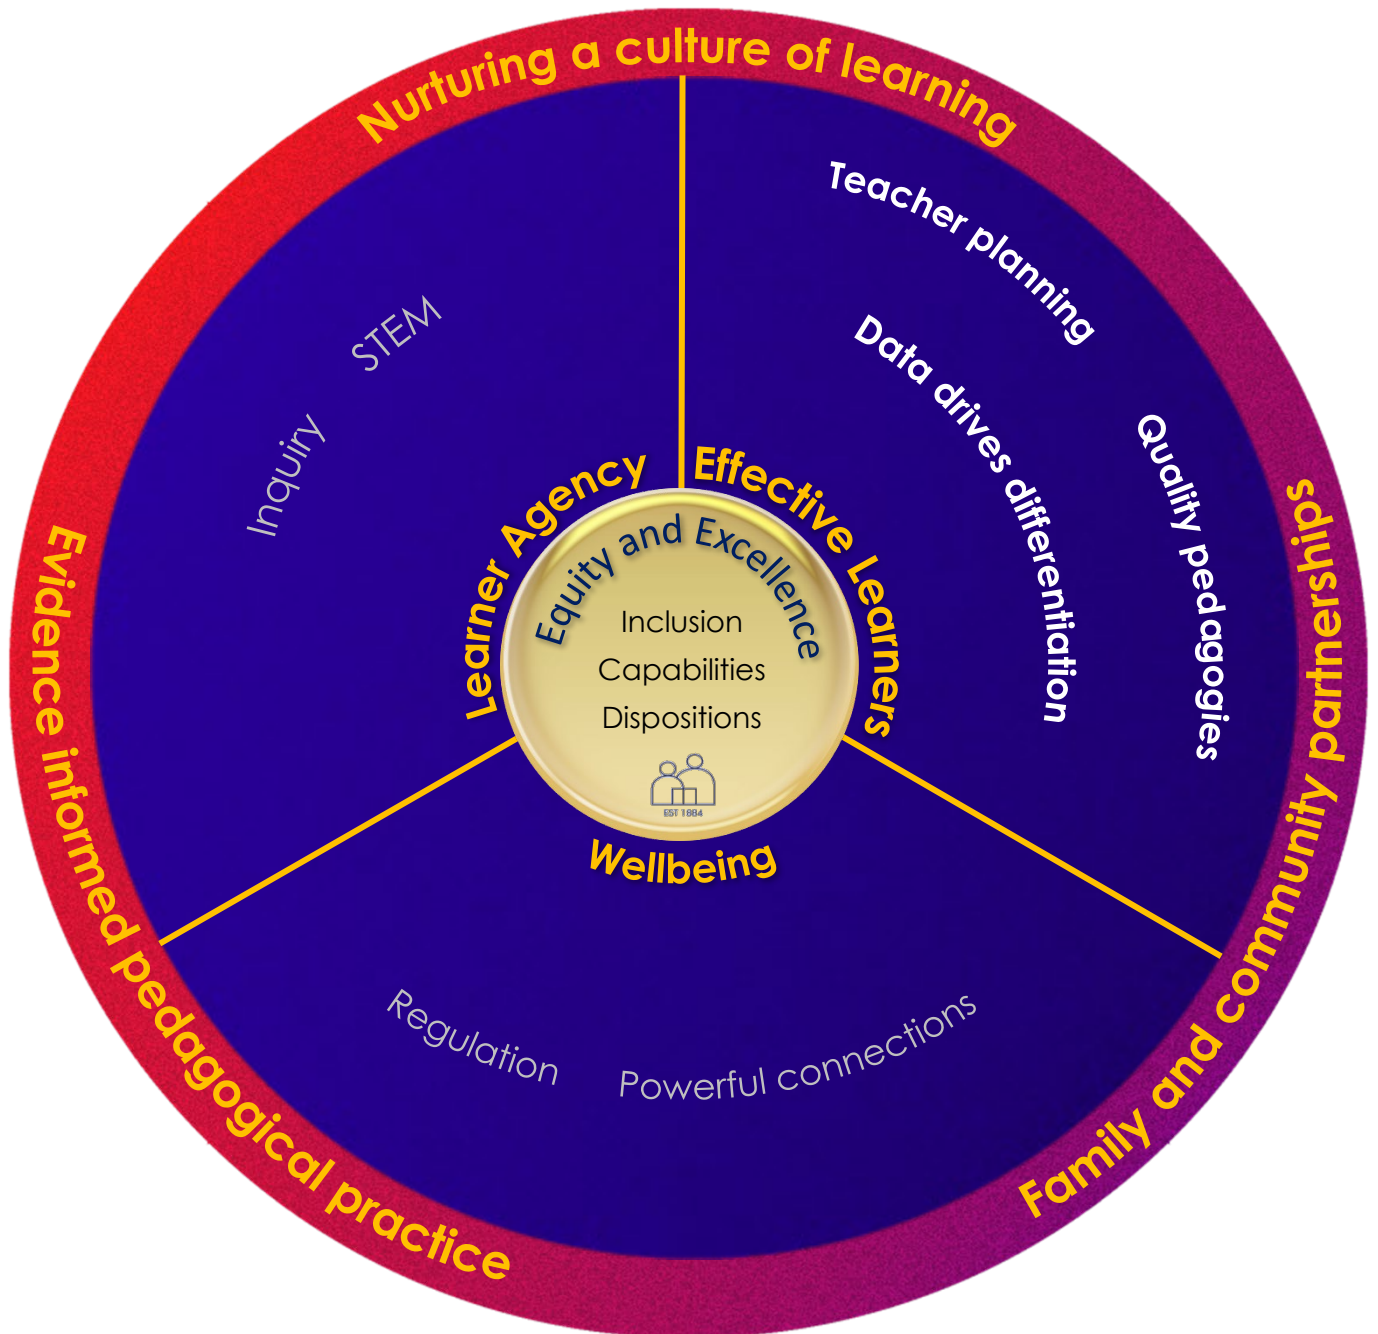 Nurturing a culture of learning
Teacher planning
Data drives differentiation
Quality pedagogies
STEM
Inquiry
Learner Agency
Effective Learners
Equity and Excellence
Inclusion
Capabilities
Dispositions
EST 1884
Wellbeing
Regulation
Powerful connections
Evidence informed pedagogical practice
Family and community partnerships